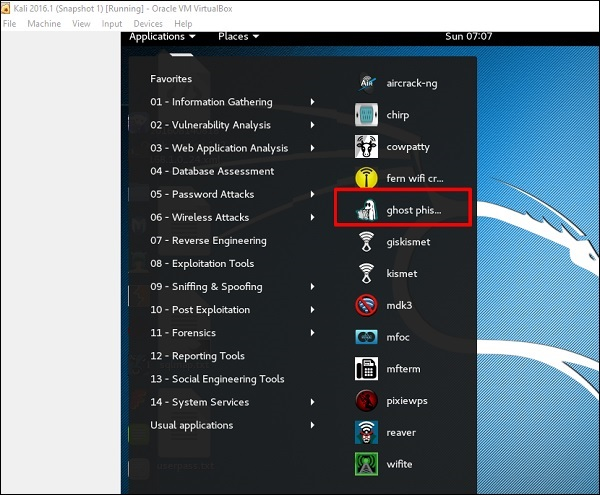 Kali 2016.1 (Snapshot 1) [Running] - Oracle VM VirtualBox
File Machine View Input Devices Help
Applications Places Sun 07:07
Favorites
01 - Information Gathering
02 - Vulnerability Analysis
03 - Web Application Analysis
04 - Database Assessment
05 - Password Attacks
06 - Wireless Attacks
07 - Reverse Engineering
08 - Exploitation Tools
09 - Sniffing & Spoofing
10 - Post Exploitation
11 - Forensics
12 - Reporting Tools
13 - Social Engineering Tools
14 - System Services
Usual applications
userpass.txt
AIR
aircrack-ng
chirp
cowpatty
fern wifi cr...
ghost phis...
giskismet
kismet
mdk3
mfoc
mfterm
pixiewps
reaver
wifite